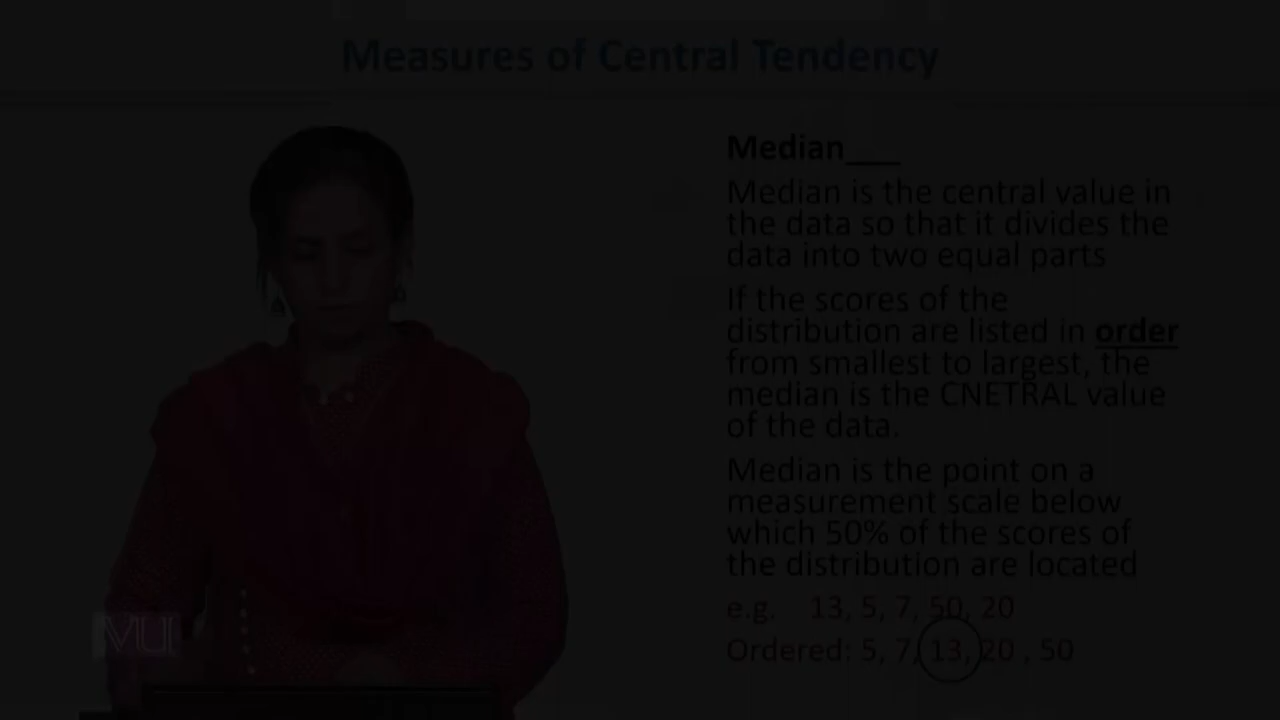 Measures of Central Tendency
Median
Median is the central value in
the data so that it divides the
data into two equal parts
If the scores of the
distribution are listed in order
from smallest to largest, the
median is the CNETRAL value
of the data.
Median is the point on a
measurement scale below
which 50% of the scores of
the distribution are located
e.g. 13, 5, 7, 50, 20
Ordered: 5, 7, 13, 20 , 50
VU